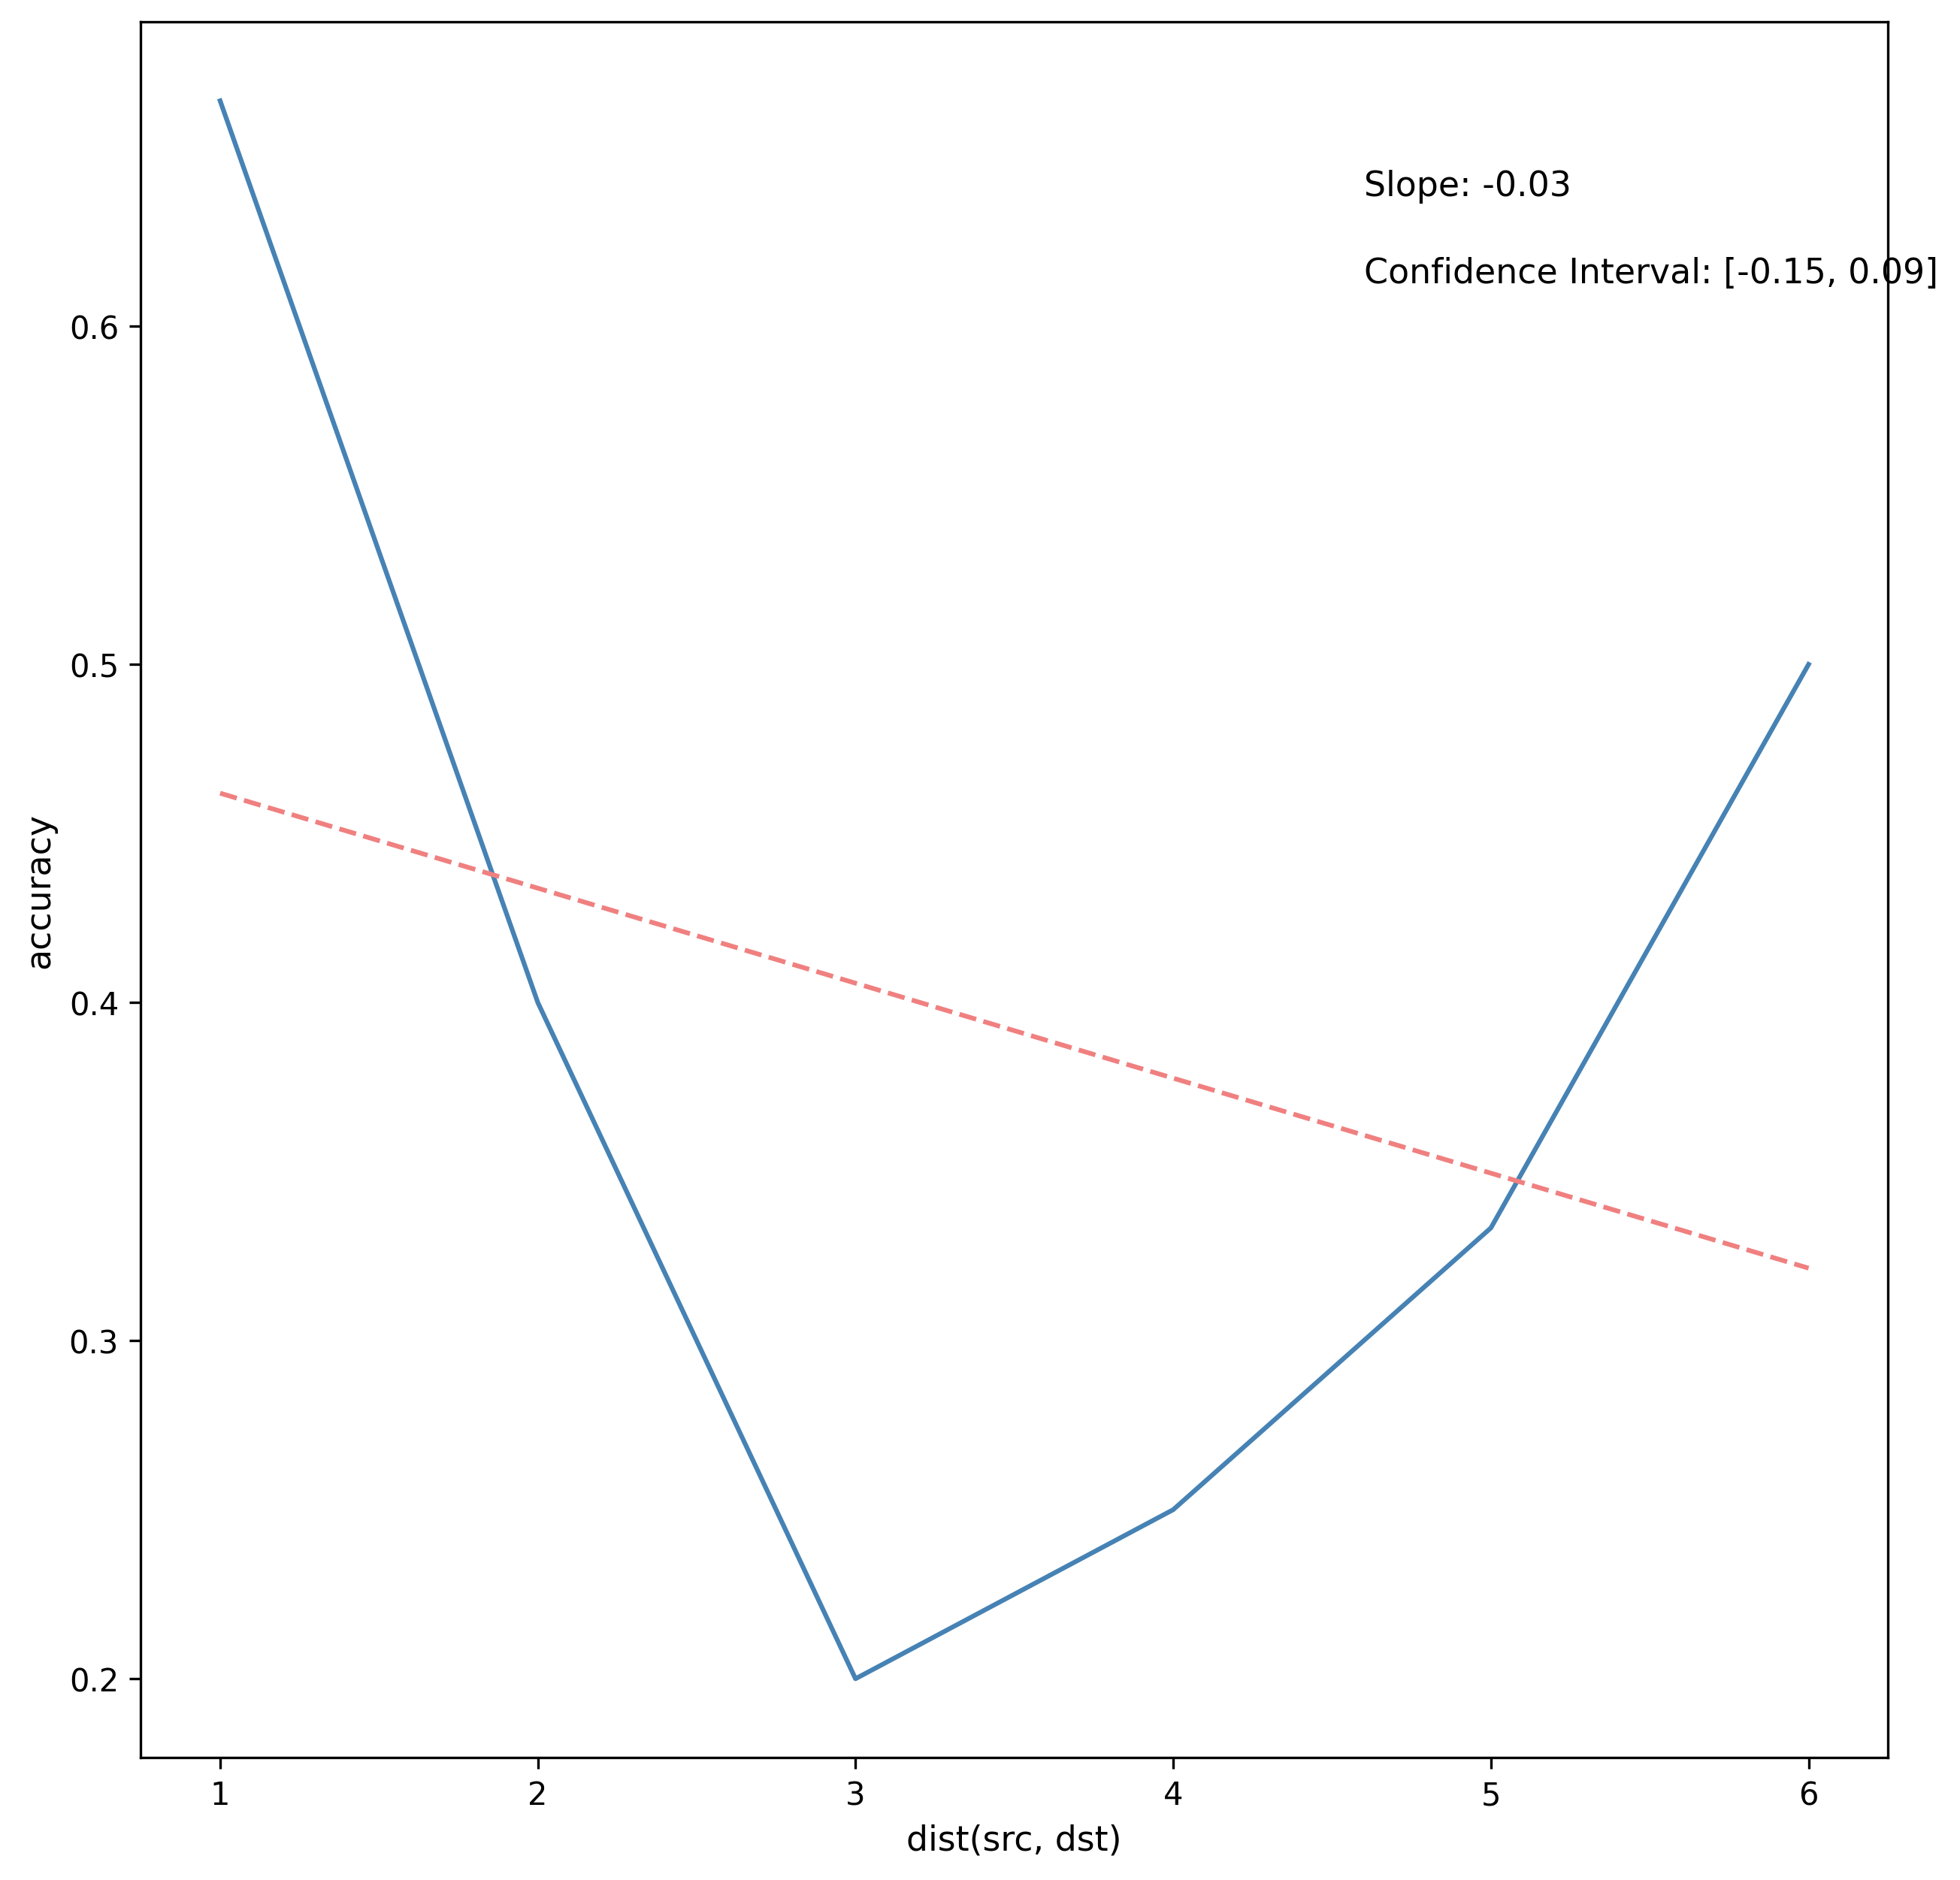 Slope: -0.03
Confidence Interval: [-0.15, 0.09]
0.6
0.5
0.4
0.3
0.2
accuracy
1 2 3 4 5 6
dist(src, dst)